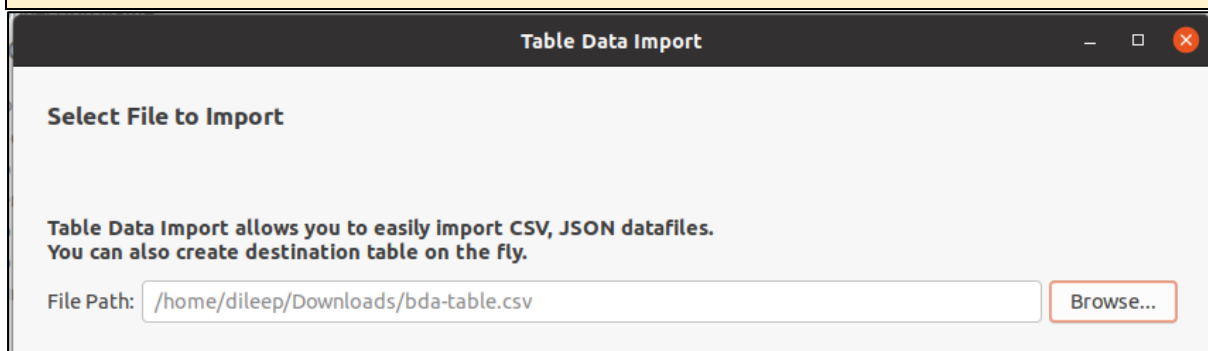 Table Data Import
Select File to Import
Table Data Import allows you to easily import CSV, JSON datafiles.
You can also create destination table on the fly.
File Path: /home/dileep/Downloads/bda-table.csv Browse...